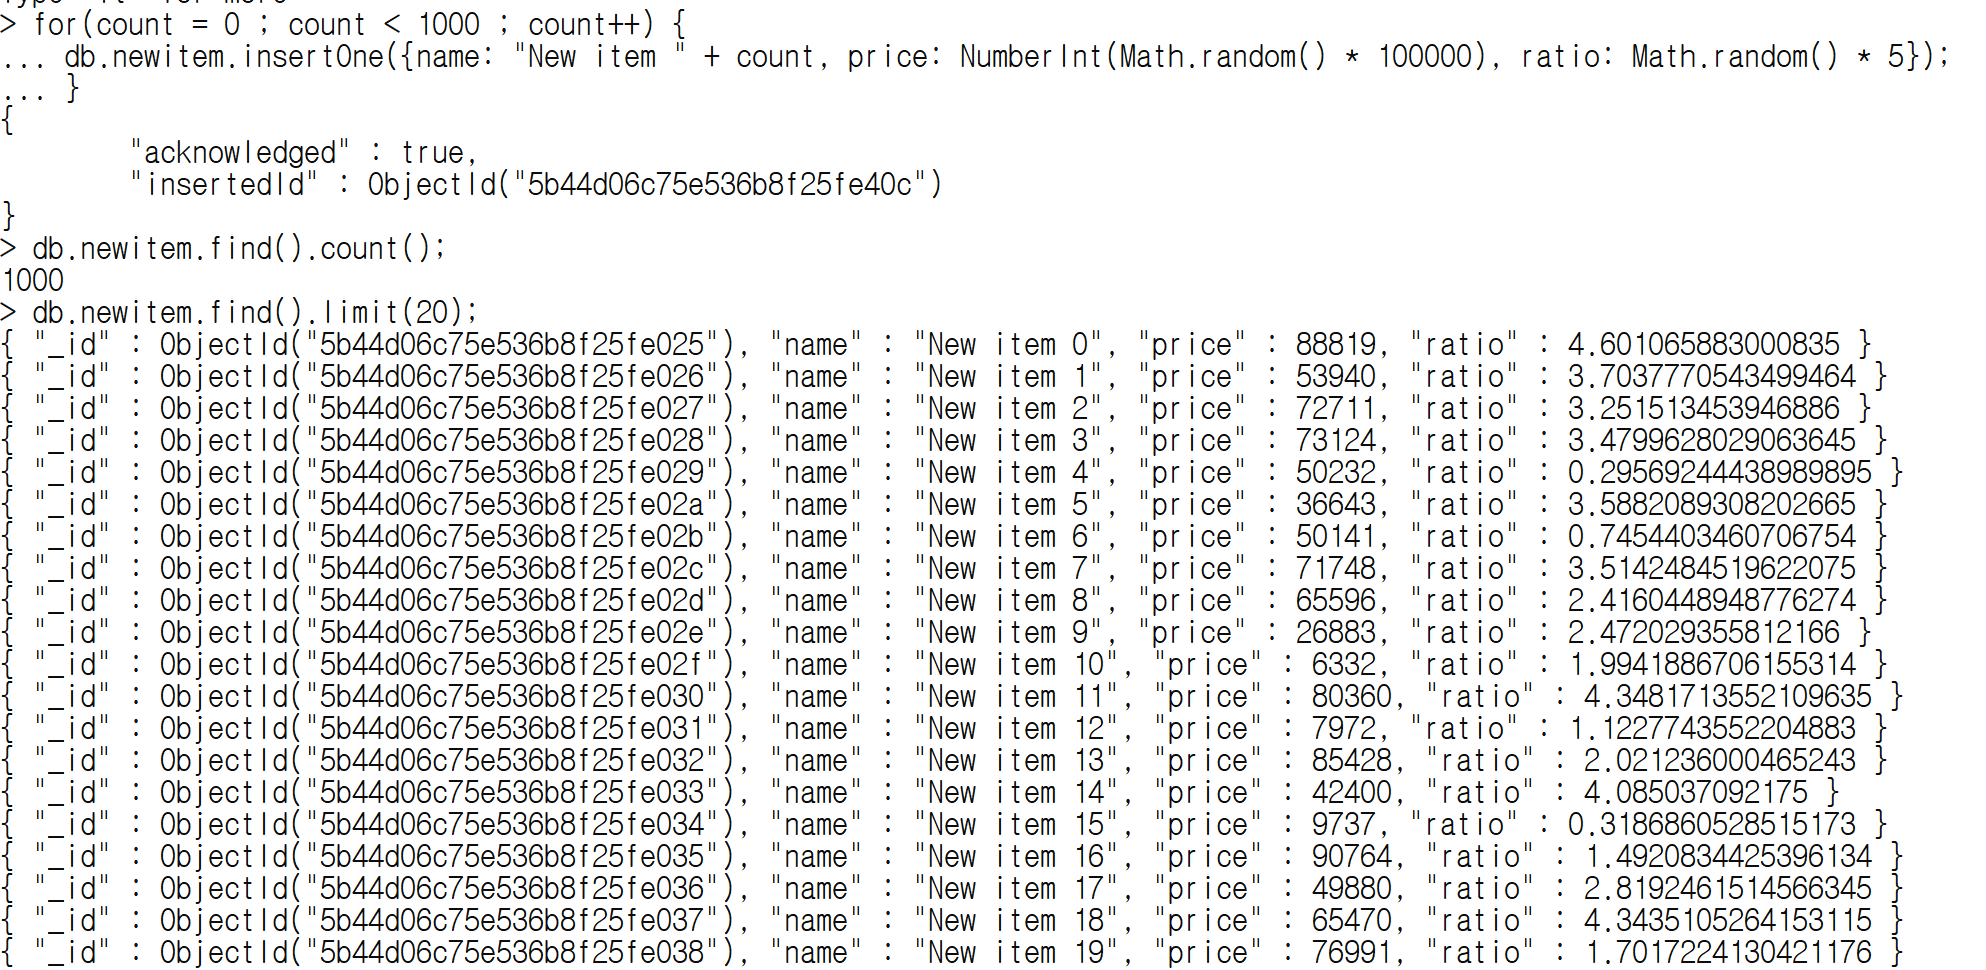 > for(count = 0 ; count < 1000 ; count++) {
... db.newitem.insertOne({name: "New item " + count, price: NumberInt(Math.random() * 100000), ratio: Math.random() * 5});
... }
{
        "acknowledged" : true,
        "insertedId" : ObjectId("5b44d06c75e536b8f25fe40c")
}
> db.newitem.find().count();
1000
> db.newitem.find().limit(20);
{ "_id" : ObjectId("5b44d06c75e536b8f25fe025"), "name" : "New item 0", "price" : 88819, "ratio" : 4.601065883000835 }
{ "_id" : ObjectId("5b44d06c75e536b8f25fe026"), "name" : "New item 1", "price" : 53940, "ratio" : 3.7037770543499464 }
{ "_id" : ObjectId("5b44d06c75e536b8f25fe027"), "name" : "New item 2", "price" : 72711, "ratio" : 3.251513453946886 }
{ "_id" : ObjectId("5b44d06c75e536b8f25fe028"), "name" : "New item 3", "price" : 73124, "ratio" : 3.4799628029063645 }
{ "_id" : ObjectId("5b44d06c75e536b8f25fe029"), "name" : "New item 4", "price" : 50232, "ratio" : 0.29569244438989895 }
{ "_id" : ObjectId("5b44d06c75e536b8f25fe02a"), "name" : "New item 5", "price" : 36643, "ratio" : 3.5882089308202665 }
{ "_id" : ObjectId("5b44d06c75e536b8f25fe02b"), "name" : "New item 6", "price" : 50141, "ratio" : 0.7454403460706754 }
{ "_id" : ObjectId("5b44d06c75e536b8f25fe02c"), "name" : "New item 7", "price" : 71748, "ratio" : 3.5142484519622075 }
{ "_id" : ObjectId("5b44d06c75e536b8f25fe02d"), "name" : "New item 8", "price" : 65596, "ratio" : 2.4160448948776274 }
{ "_id" : ObjectId("5b44d06c75e536b8f25fe02e"), "name" : "New item 9", "price" : 26883, "ratio" : 2.472029355812166 }
{ "_id" : ObjectId("5b44d06c75e536b8f25fe02f"), "name" : "New item 10", "price" : 6332, "ratio" : 1.9941886706155314 }
{ "_id" : ObjectId("5b44d06c75e536b8f25fe030"), "name" : "New item 11", "price" : 80360, "ratio" : 4.3481713552109635 }
{ "_id" : ObjectId("5b44d06c75e536b8f25fe031"), "name" : "New item 12", "price" : 7972, "ratio" : 1.1227743552204883 }
{ "_id" : ObjectId("5b44d06c75e536b8f25fe032"), "name" : "New item 13", "price" : 85428, "ratio" : 2.021236000465243 }
{ "_id" : ObjectId("5b44d06c75e536b8f25fe033"), "name" : "New item 14", "price" : 42400, "ratio" : 4.085037092175 }
{ "_id" : ObjectId("5b44d06c75e536b8f25fe034"), "name" : "New item 15", "price" : 9737, "ratio" : 0.3186860528515173 }
{ "_id" : ObjectId("5b44d06c75e536b8f25fe035"), "name" : "New item 16", "price" : 90764, "ratio" : 1.4920834425396134 }
{ "_id" : ObjectId("5b44d06c75e536b8f25fe036"), "name" : "New item 17", "price" : 49880, "ratio" : 2.8192461514566345 }
{ "_id" : ObjectId("5b44d06c75e536b8f25fe037"), "name" : "New item 18", "price" : 65470, "ratio" : 4.3435105264153115 }
{ "_id" : ObjectId("5b44d06c75e536b8f25fe038"), "name" : "New item 19", "price" : 76991, "ratio" : 1.7017224130421176 }